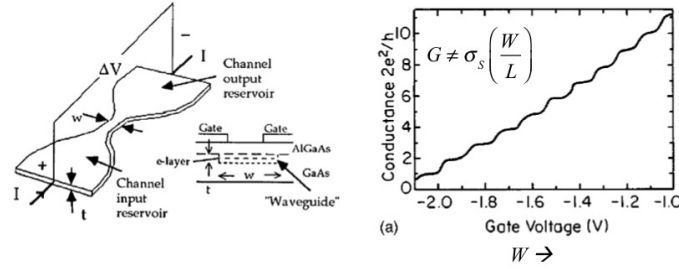 I
ΔV
Channel
output
reservoir
w
Gate
Gate
AlGaAs
e-layer
GaAs
t
w
"Waveguide"
+
I
t
Channel
input
reservoir
Conductance 2e²/h
10
8
6
4
2
0
G ≠ σ_S (W/L)
-2.0 -1.8 -1.6 -1.4 -1.2 -1.0
(a)
Gate Voltage (V)
W →